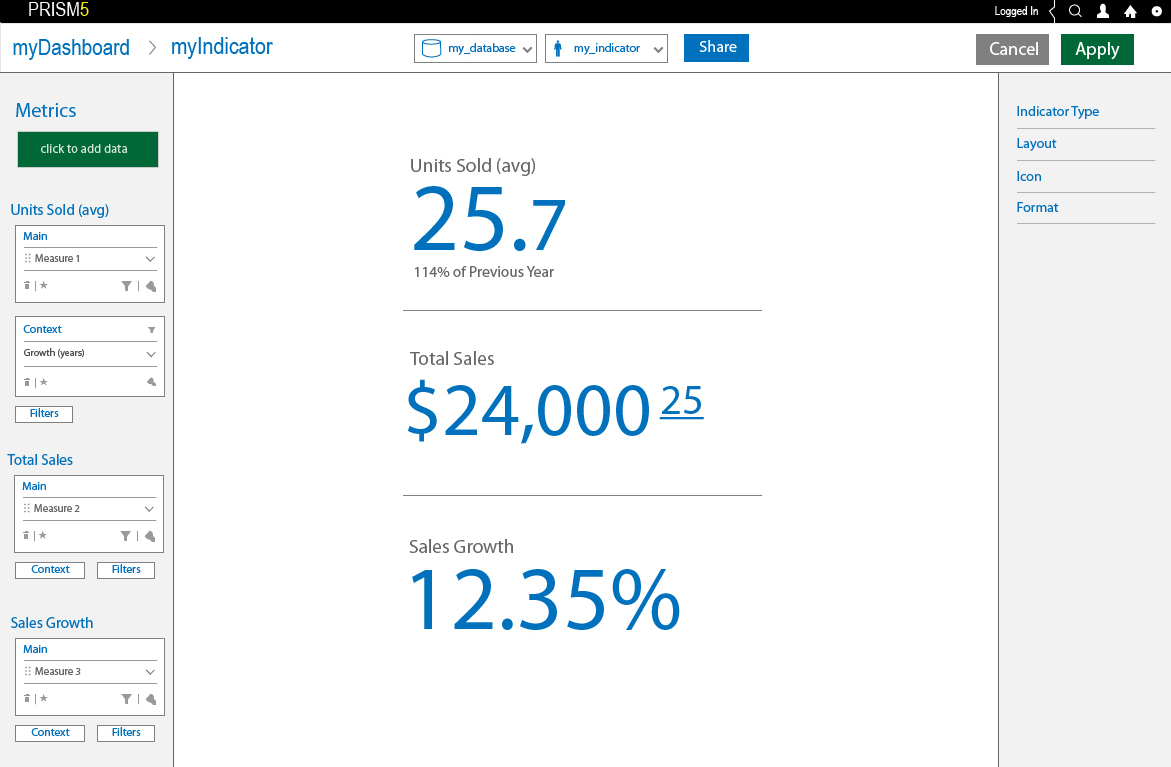 PRISM5
Logged In
myDashboard
myIndicator
my_database
my_indicator
Share
Cancel
Apply
Metrics
click to add data
Units Sold (avg)
Main
Measure 1
Context
Growth (years)
Filters
Total Sales
Main
Measure 2
Context
Filters
Sales Growth
Main
Measure 3
Context
Filters
Units Sold (avg)
25.7
114% of Previous Year
Total Sales
$24,000 25
Sales Growth
12.35%
Indicator Type
Layout
Icon
Format